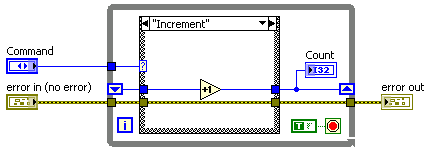 "Increment"
Command
?
Count
I32
error in (no error)
+1
error out
i
T